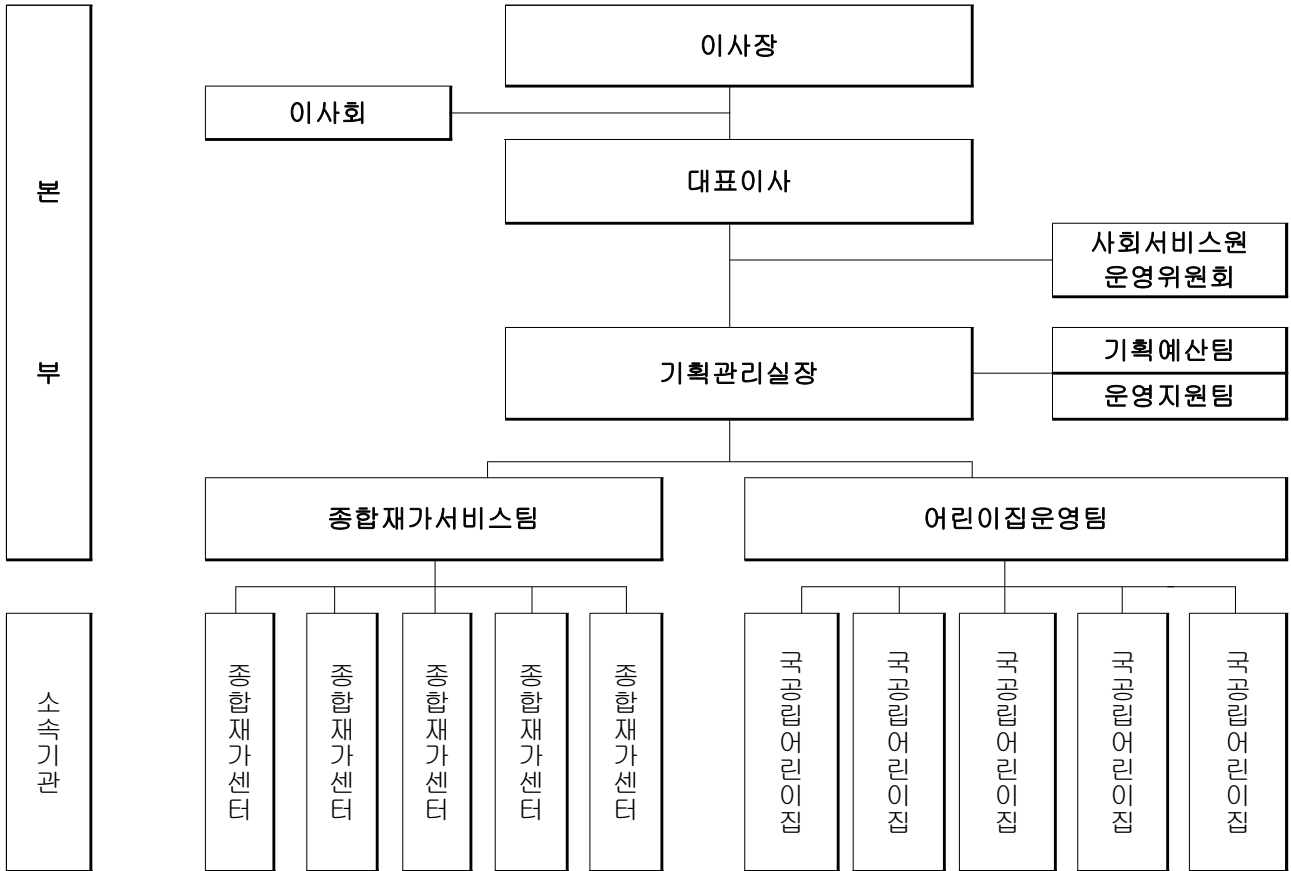 이사장
이사회
대표이사
본
부
사회서비스원
운영위원회
기획관리실장
기획예산팀
운영지원팀
종합재가서비스팀
어린이집운영팀
소속기관
종합재가센터
종합재가센터
종합재가센터
종합재가센터
종합재가센터
국공립어린이집
국공립어린이집
국공립어린이집
국공립어린이집
국공립어린이집